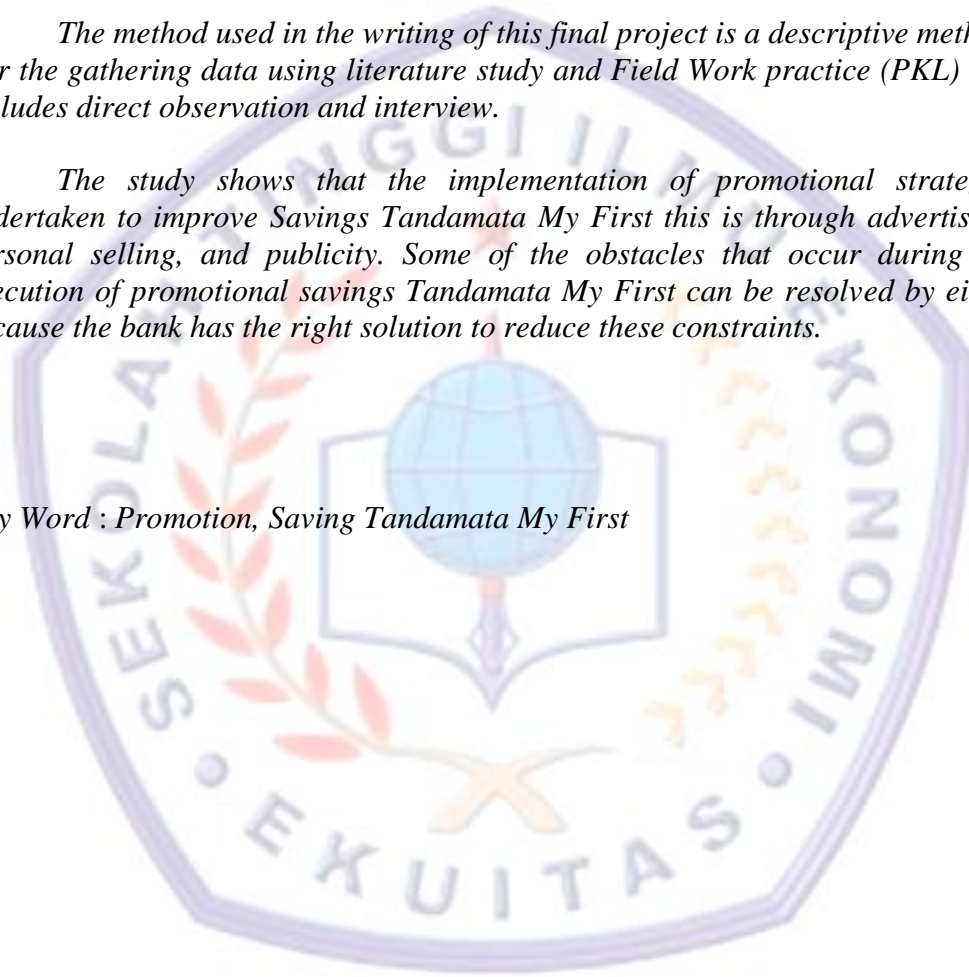 The method used in the writing of this final project is a descriptive meth
r the gathering data using literature study and Field Work practice (PKL)
ludes direct observation and interview.
The study shows that the implementation of promotional strate
dertaken to improve Savings Tandamata My First this is through advertis
rsonal selling, and publicity. Some of the obstacles that occur during
ecution of promotional savings Tandamata My First can be resolved by ei
cause the bank has the right solution to reduce these constraints.
y Word : Promotion, Saving Tandamata My First
SEKOLAH TINGGI ILMU EKONOMI
• EKUITAS •